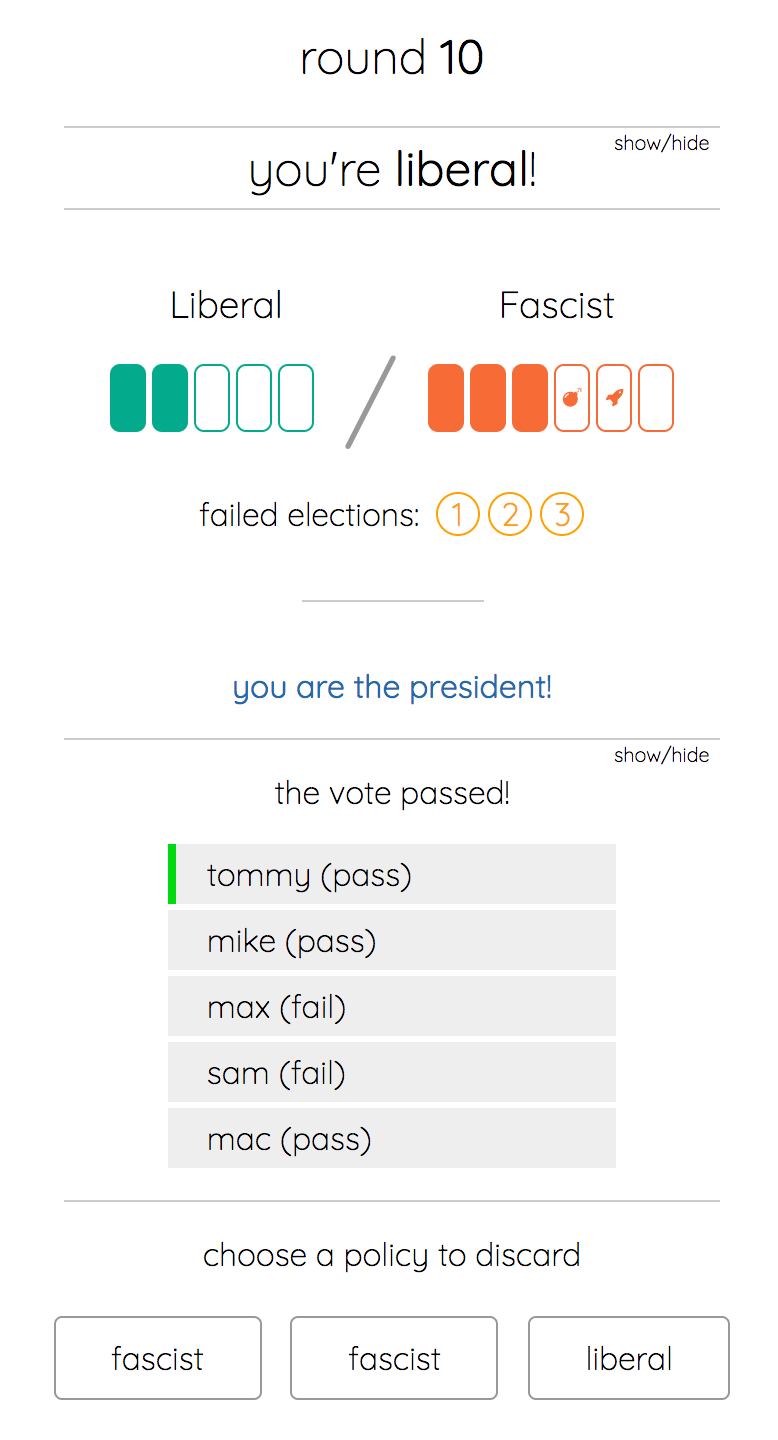 round 10
show/hide
you're liberal!
Liberal
Fascist
failed elections: 1 2 3
you are the president!
show/hide
the vote passed!
tommy (pass)
mike (pass)
max (fail)
sam (fail)
mac (pass)
choose a policy to discard
fascist
fascist
liberal